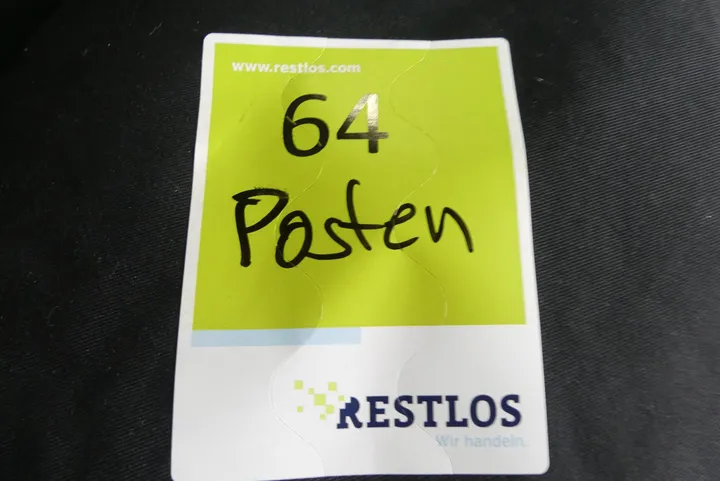 www.restlos.com
64
Posten
RESTLOS
Wir handeln.